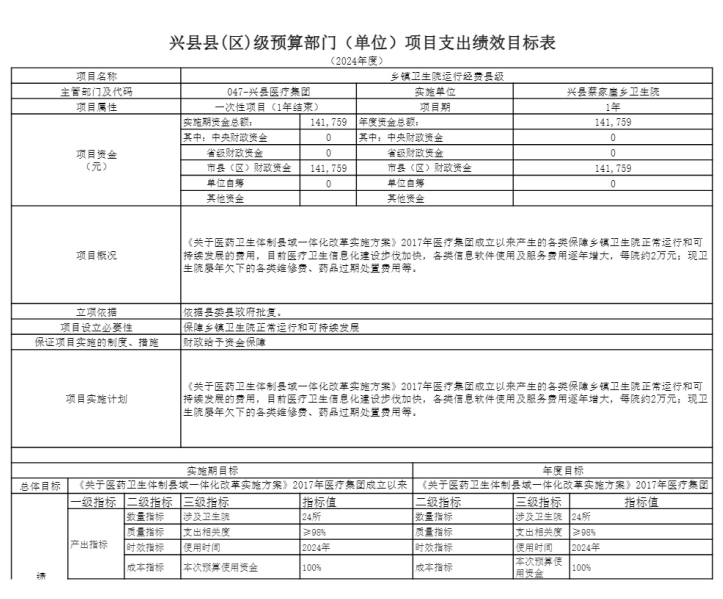 兴县县(区)级预算部门（单位）项目支出绩效目标表
（2024年度）
项目名称 乡镇卫生院运行经费县级
主管部门及代码 047-兴县医疗集团 实施单位 兴县蔡家崖乡卫生院
项目属性 一次性项目（1年结束） 项目期 1年
项目资金
（元）
实施期资金总额: 141,759 年度资金总额: 141,759
其中: 中央财政资金 0 其中: 中央财政资金 0
省级财政资金 0 省级财政资金 0
市县（区）财政资金 141,759 市县（区）财政资金 141,759
单位自筹 0 单位自筹 0
其他资金 其他资金
项目概况
《关于医药卫生体制县域一体化改革实施方案》2017年医疗集团成立以来产生的各类保障乡镇卫生院正常运行和可
持续发展的费用, 目前医疗卫生信息化建设步伐加快, 各类信息软件使用及服务费用逐年增大, 每院约2万元; 现卫
生院屡年欠下的各类维修费、药品过期处置费用等。
立项依据 依据县委县政府批复。
项目设立必要性 保障乡镇卫生院正常运行和可持续发展
保证项目实施的制度、措施 财政给予资金保障
项目实施计划
《关于医药卫生体制县域一体化改革实施方案》2017年医疗集团成立以来产生的各类保障乡镇卫生院正常运行和可
持续发展的费用, 目前医疗卫生信息化建设步伐加快, 各类信息软件使用及服务费用逐年增大, 每院约2万元; 现卫
生院屡年欠下的各类维修费、药品过期处置费用等。
实施期目标 年度目标
总体目标 《关于医药卫生体制县域一体化改革实施方案》2017年医疗集团成立以来 《关于医药卫生体制县域一体化改革实施方案》2017年医疗集团
一级指标 二级指标 三级指标 指标值 二级指标 三级指标 指标值
产出指标
数量指标 涉及卫生院 24所 数量指标 涉及卫生院 24所
质量指标 支出相关度 ≥98% 质量指标 支出相关度 ≥98%
时效指标 使用时间 2024年 时效指标 使用时间 2024年
成本指标 本次预算使用资金 100% 成本指标 本次预算使用资金 100%